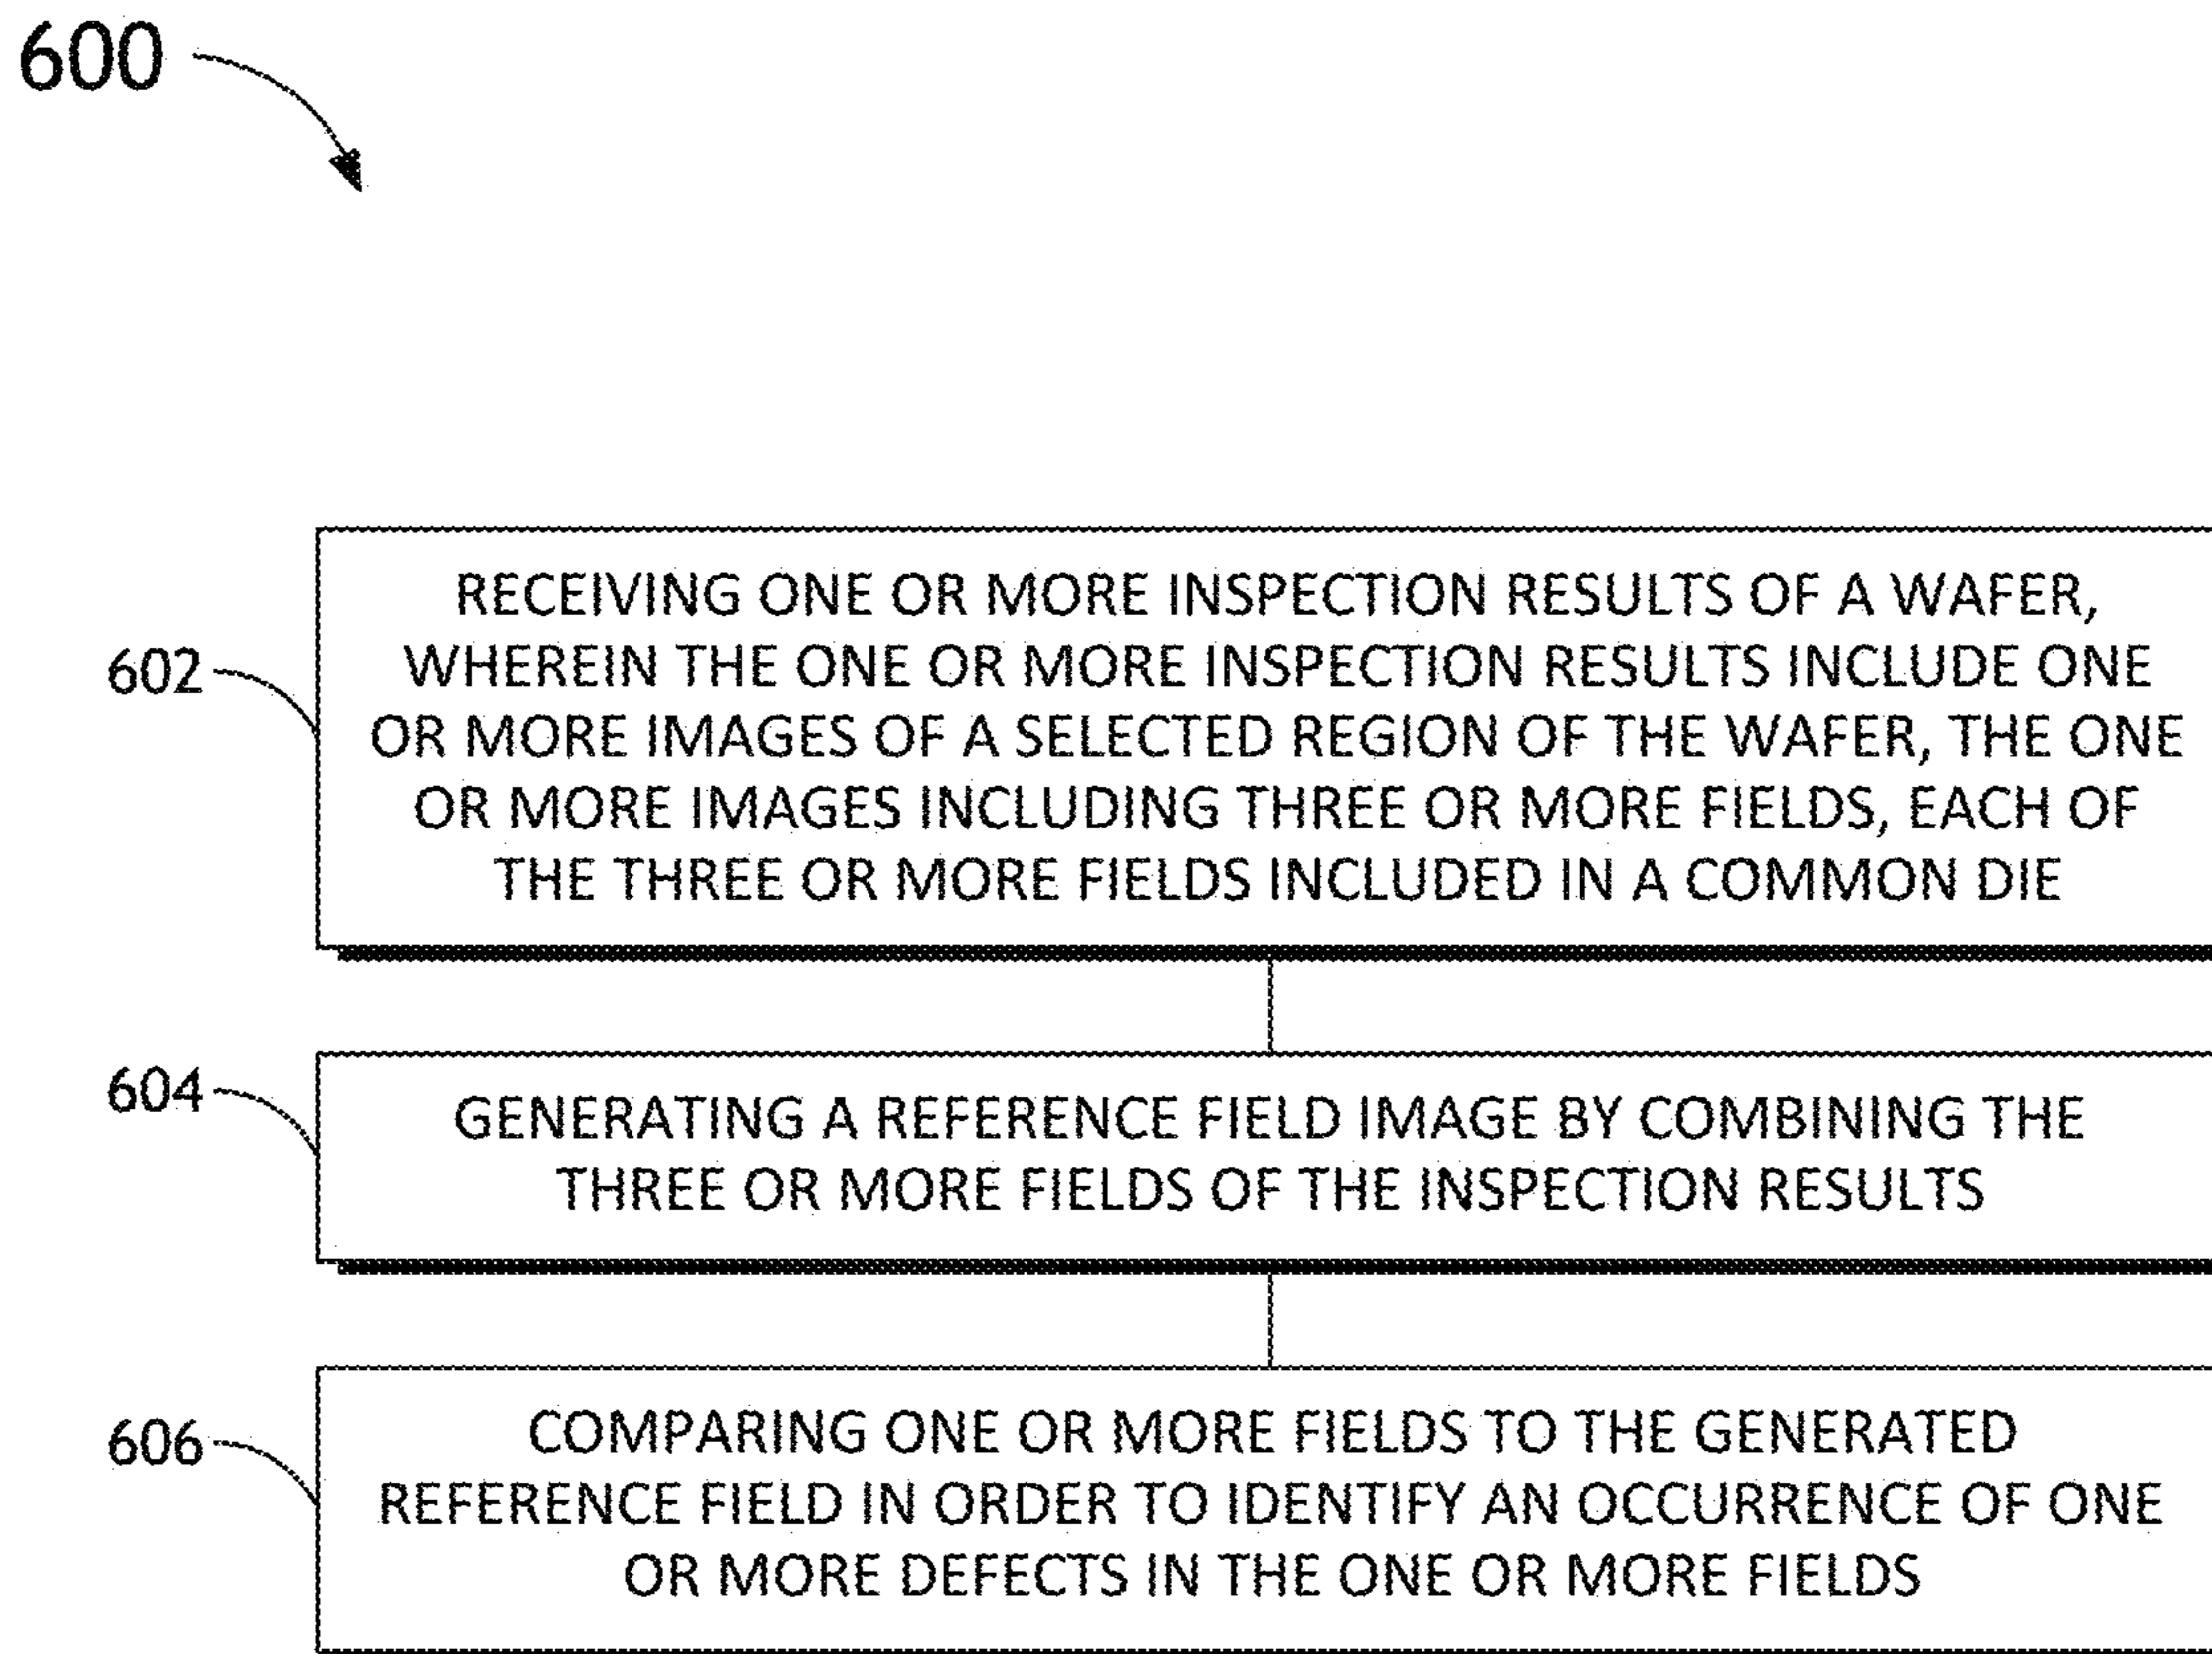 600
602
RECEIVING ONE OR MORE INSPECTION RESULTS OF A WAFER,
WHEREIN THE ONE OR MORE INSPECTION RESULTS INCLUDE ONE
OR MORE IMAGES OF A SELECTED REGION OF THE WAFER, THE ONE
OR MORE IMAGES INCLUDING THREE OR MORE FIELDS, EACH OF
THE THREE OR MORE FIELDS INCLUDED IN A COMMON DIE
604
GENERATING A REFERENCE FIELD IMAGE BY COMBINING THE
THREE OR MORE FIELDS OF THE INSPECTION RESULTS
606
COMPARING ONE OR MORE FIELDS TO THE GENERATED
REFERENCE FIELD IN ORDER TO IDENTIFY AN OCCURRENCE OF ONE
OR MORE DEFECTS IN THE ONE OR MORE FIELDS